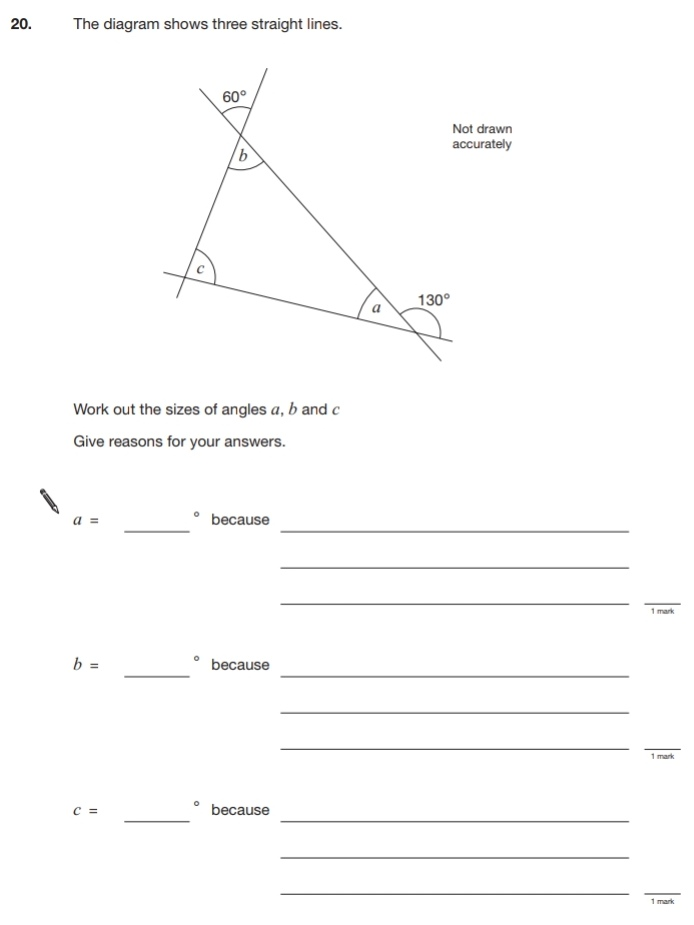 20. The diagram shows three straight lines.
60°
Not drawn
accurately
b
c
130°
a
Work out the sizes of angles a, b and c
Give reasons for your answers.
a = ° because
1 mark
b = ° because
1 mark
c = ° because
1 mark